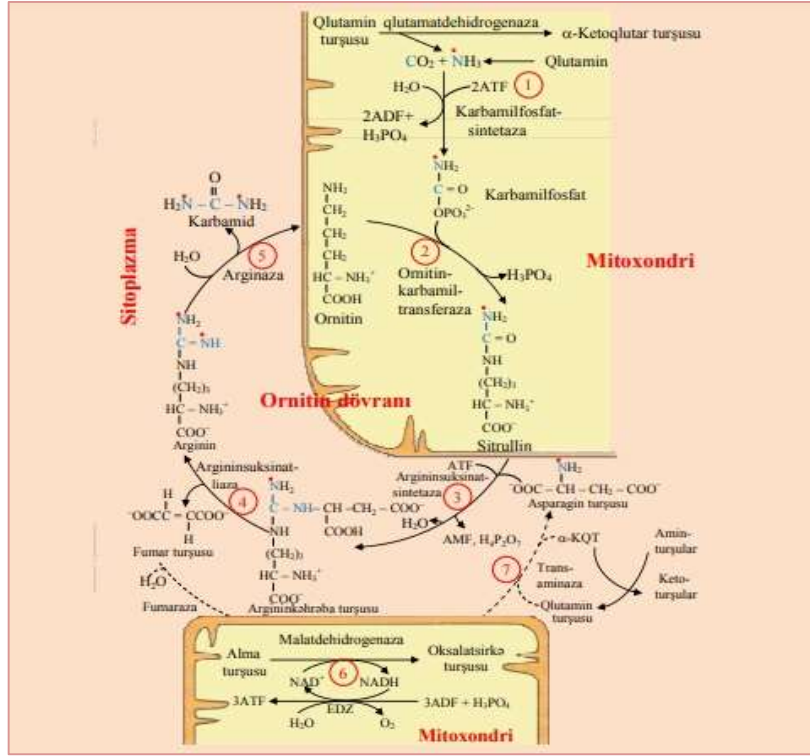 Qlutamin qlutamatdehidrogenaza
turşusu
α-Ketoqlutar turşusu
CO₂ + NH₃
Qlutamin
H₂O
2ATF
1
2ADF+
H₃PO₄
Karbamilfosfat-
sintetaza
NH₂
C = O
OPO₃²⁻
Karbamilfosfat
O
H₂N – C – NH₂
Karbamid
NH₂
CH₂
CH₂
CH₂
HC – NH₃⁺
COOH
Ornitin
2
Ornitin-
karbamil-
transferaza
H₃PO₄
Mitoxondri
Sitoplazma
H₂O
5
Arginaza
NH₂
C = O
NH
(CH₂)₃
HC – NH₃⁺
COO⁻
Sitrullin
NH₂
C = NH
NH
(CH₂)₃
HC – NH₃⁺
COO⁻
Arginin
Ornitin dövranı
Argininsuksinat-
liaza
4
H
⁻OOCC = CCOO⁻
H
Fumar turşusu
H₂O
Fumaraza
NH₂
C – NH – CH – CH₂ – COO⁻
COOH
NH
(CH₂)₃
HC – NH₃⁺
COO⁻
Argininkəhrəba turşusu
ATF
Argininsuksinat-
sintetaza
3
H₂O
AMF, H₄P₂O₇
NH₂
⁻OOC – CH – CH₂ – COO⁻
Asparagin turşusu
α-KQT
Amin-
turşular
7
Trans-
aminaza
Keto-
turşular
Qlutamin
turşusu
Malatdehidrogenaza
Alma
turşusu
Oksalatsirkə
turşusu
6
NAD⁺
NADH
3ATF
EDZ
3ADF + H₃PO₄
H₂O
O₂
Mitoxondri